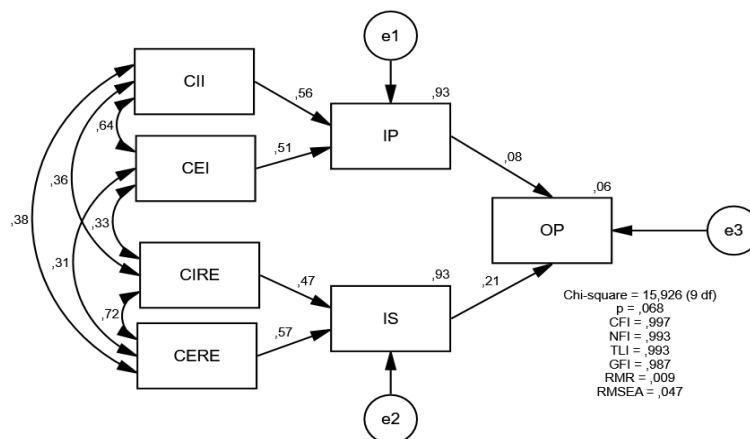 e1
CII
,56
,93
IP
,64
CEI
,51
,08
,36
,06
,33
,38
OP
e3
,31
CIRE
,47
,93
,21
IS
,72
CERE
,57
e2
Chi-square = 15,926 (9 df)
p = ,068
CFI = ,997
NFI = ,993
TLI = ,993
GFI = ,987
RMR = ,009
RMSEA = ,047